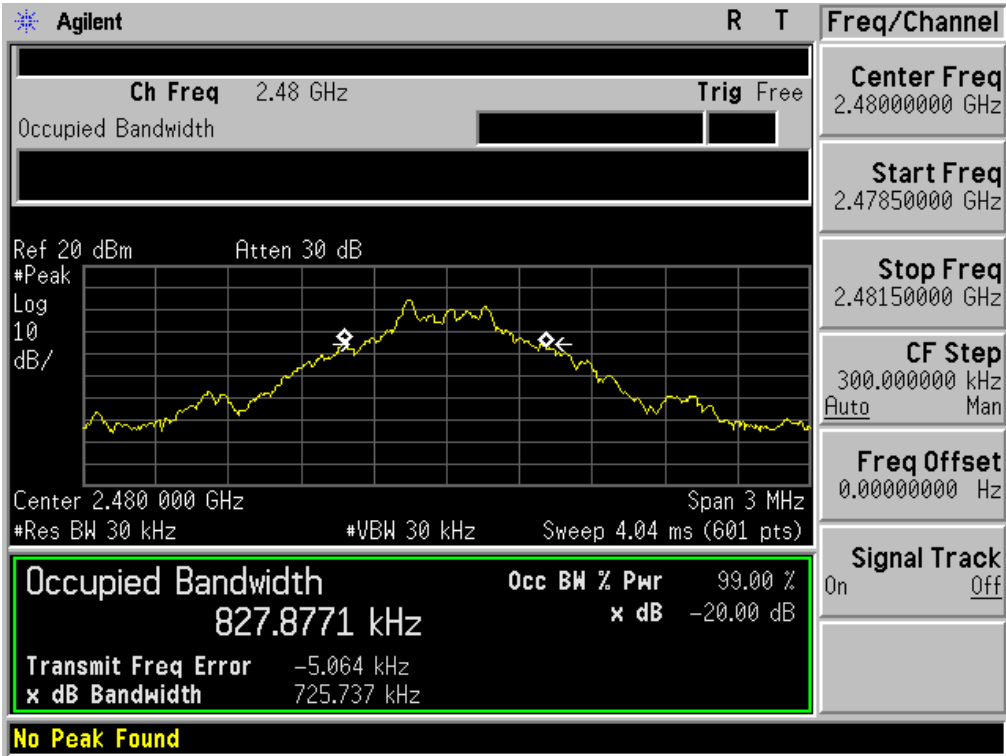 Agilent R T Freq/Channel
Ch Freq 2.48 GHz Trig Free
Occupied Bandwidth
Center Freq
2.48000000 GHz
Start Freq
2.47850000 GHz
Stop Freq
2.48150000 GHz
CF Step
300.000000 kHz
Auto Man
Freq Offset
0.00000000 Hz
Signal Track
On Off
Ref 20 dBm Atten 30 dB
#Peak
Log
10
dB/
Center 2.480 000 GHz Span 3 MHz
#Res BW 30 kHz #VBW 30 kHz Sweep 4.04 ms (601 pts)
Occupied Bandwidth
827.8771 kHz
Occ BW % Pwr 99.00 %
x dB -20.00 dB
Transmit Freq Error -5.064 kHz
x dB Bandwidth 725.737 kHz
No Peak Found